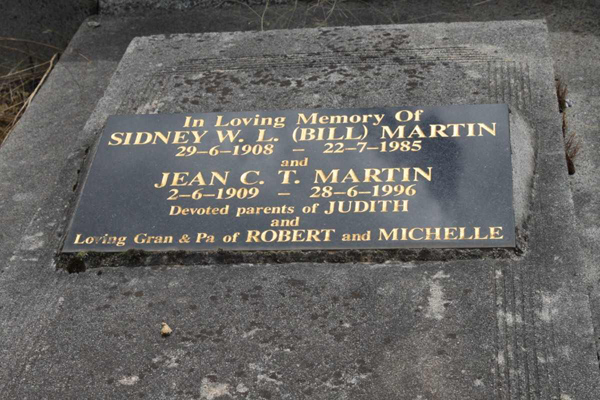 In Loving Memory Of
SIDNEY W. L. (BILL) MARTIN
29-6-1908 - 22-7-1985
and
JEAN C. T. MARTIN
2-6-1909 - 28-6-1996
Devoted parents of JUDITH
and
Loving Gran & Pa of ROBERT and MICHELLE